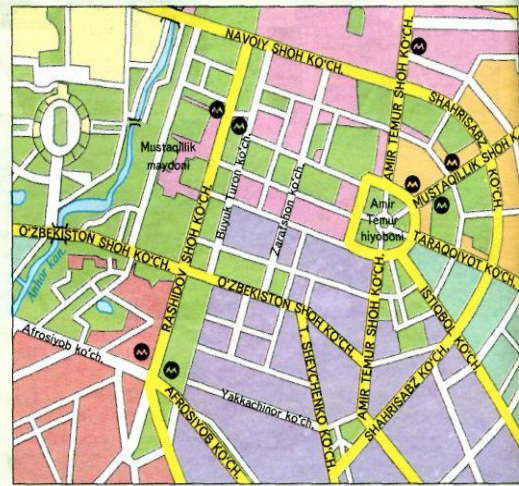 NAVOIY SHOH KO'CH.
AMIR TEMUR SHOH KO'CH.
SHAHRISABZ KO'CH.
M
M
M
M
M
M
MUSTAQILLIK SHOH KO'
Mustaqillik
maydoni
RASHIDOV SHOH KO'CH.
Buyuk Turon ko'ch.
Zarafshon ko'ch.
Amir
Temur
hiyoboni
TARAQQIYOT KO'CH.
O'ZBEKISTON SHOH KO'CH.
Anhor kan.
O'ZBEKISTON SHOH KO'CH.
ISTQBOL KO'CH.
AMIR TEMUR SHOH KO'CH.
SHEVCHENKO KO'CH.
SHAHRISABZ KO'CH.
Afrosiyob ko'ch.
M
M
Yakkachinor ko'ch.
AFROSIYOB KO'CH.